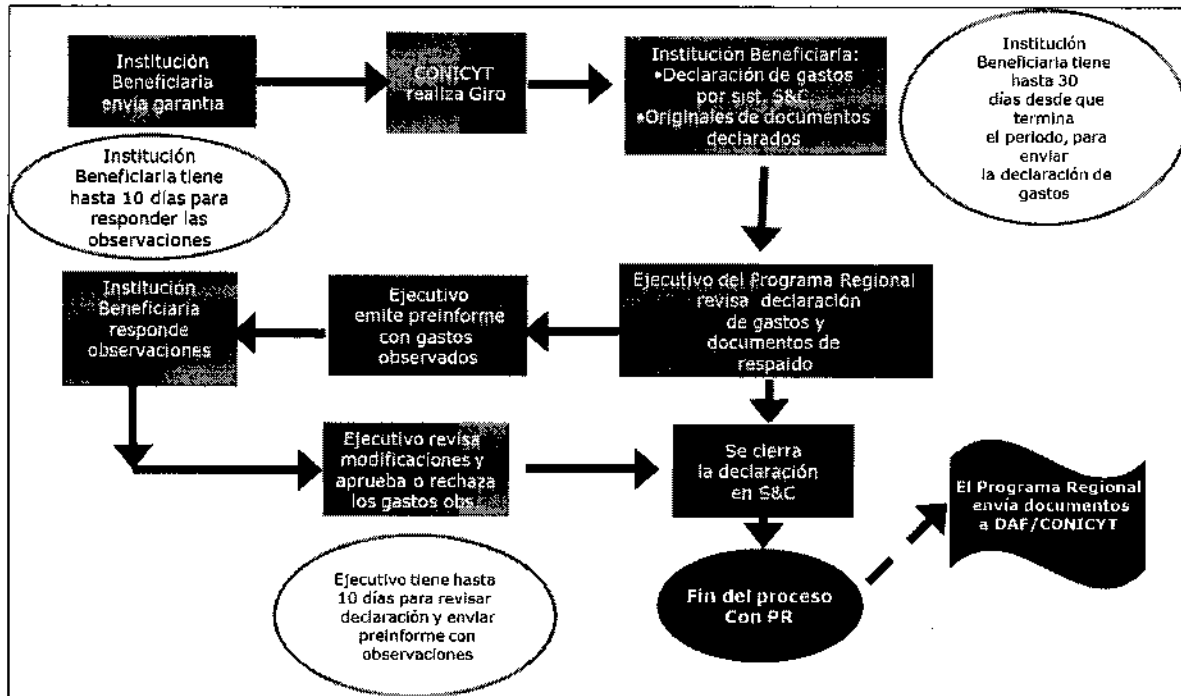 Institución
Beneficiaria
envía garantía
CONICYT
realiza Giro
Institución Beneficiaria:
•Declaración de gastos
por sist. S&C
•Originales de documentos
declarados
Institución
Beneficiaria tiene
hasta 30
días desde que
termina
el periodo, para
enviar
la declaración de
gastos
Institución
Beneficiaria tiene
hasta 10 días para
responder las
observaciones
Institución
Beneficiaria
responde
observaciones
Ejecutivo
emite preinforme
con gastos
observados
Ejecutivo del Programa Regional
revisa declaración
de gastos y
documentos de
respaldo
Ejecutivo revisa
modificaciones y
aprueba o rechaza
los gastos obs
Se cierra
la declaración
en S&C
El Programa Regional
envía documentos
a DAF/CONICYT
Ejecutivo tiene hasta
10 días para revisar
declaración y enviar
preinforme con
observaciones
Fin del proceso
Con PR